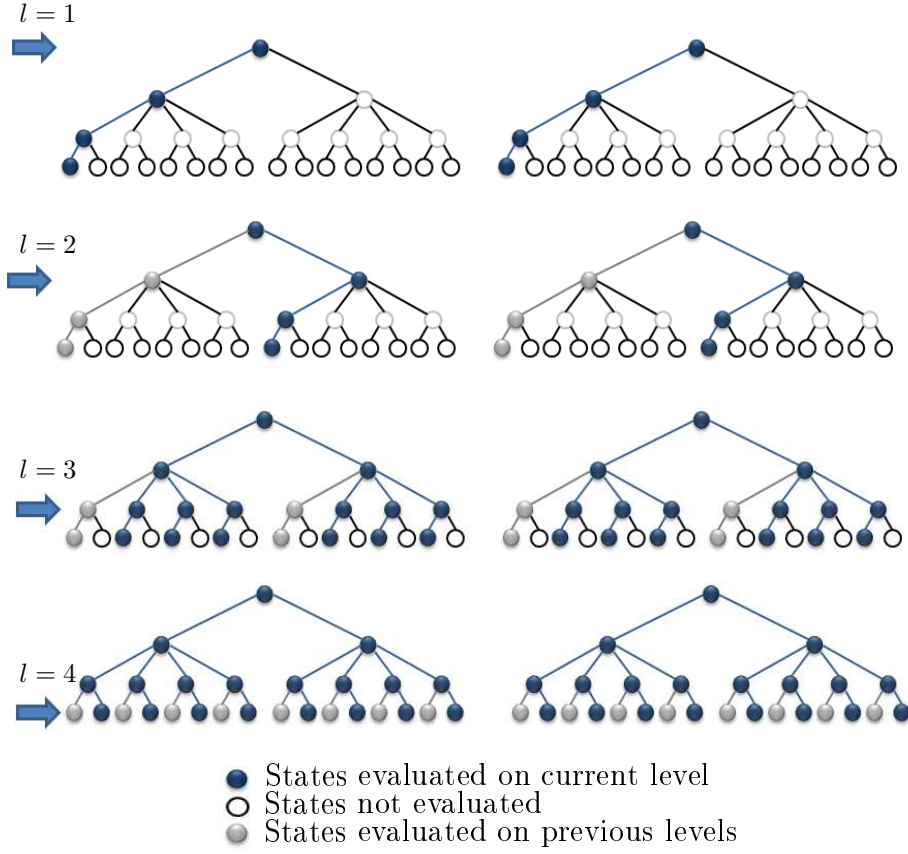 l = 1
l = 2
l = 3
l = 4
States evaluated on current level
States not evaluated
States evaluated on previous levels